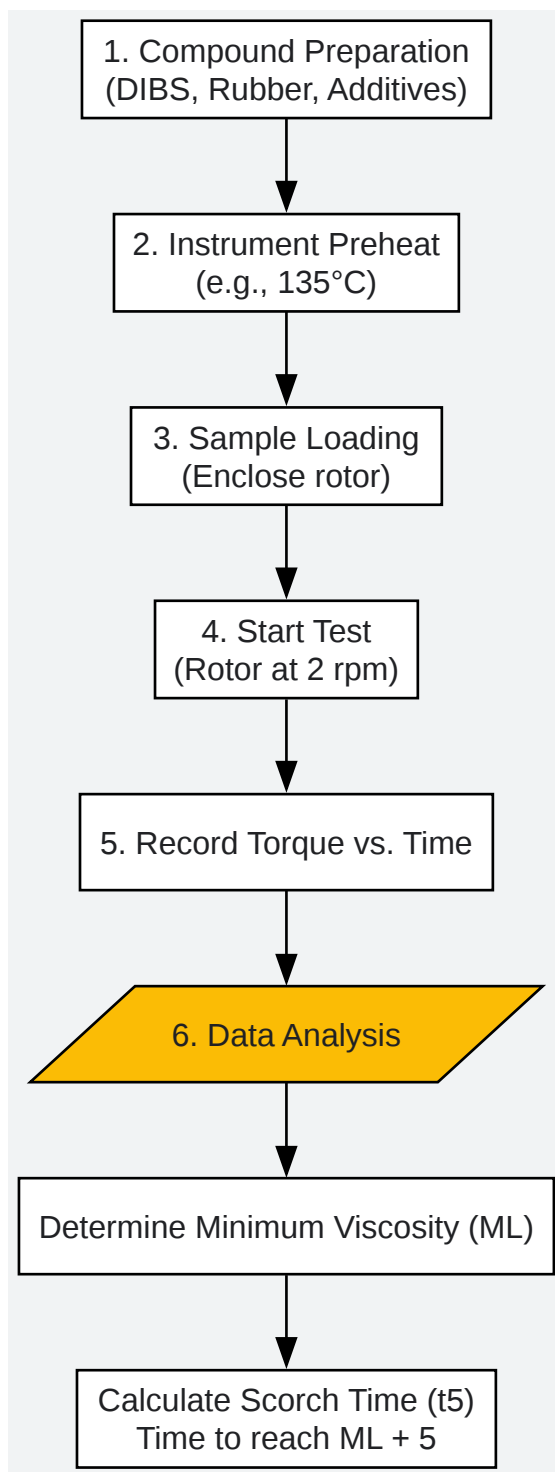 1. Compound Preparation
(DIBS, Rubber, Additives)
2. Instrument Preheat
(e.g., 135°C)
3. Sample Loading
(Enclose rotor)
4. Start Test
(Rotor at 2 rpm)
5. Record Torque vs. Time
6. Data Analysis
Determine Minimum Viscosity (ML)
Calculate Scorch Time (t5)
Time to reach ML + 5